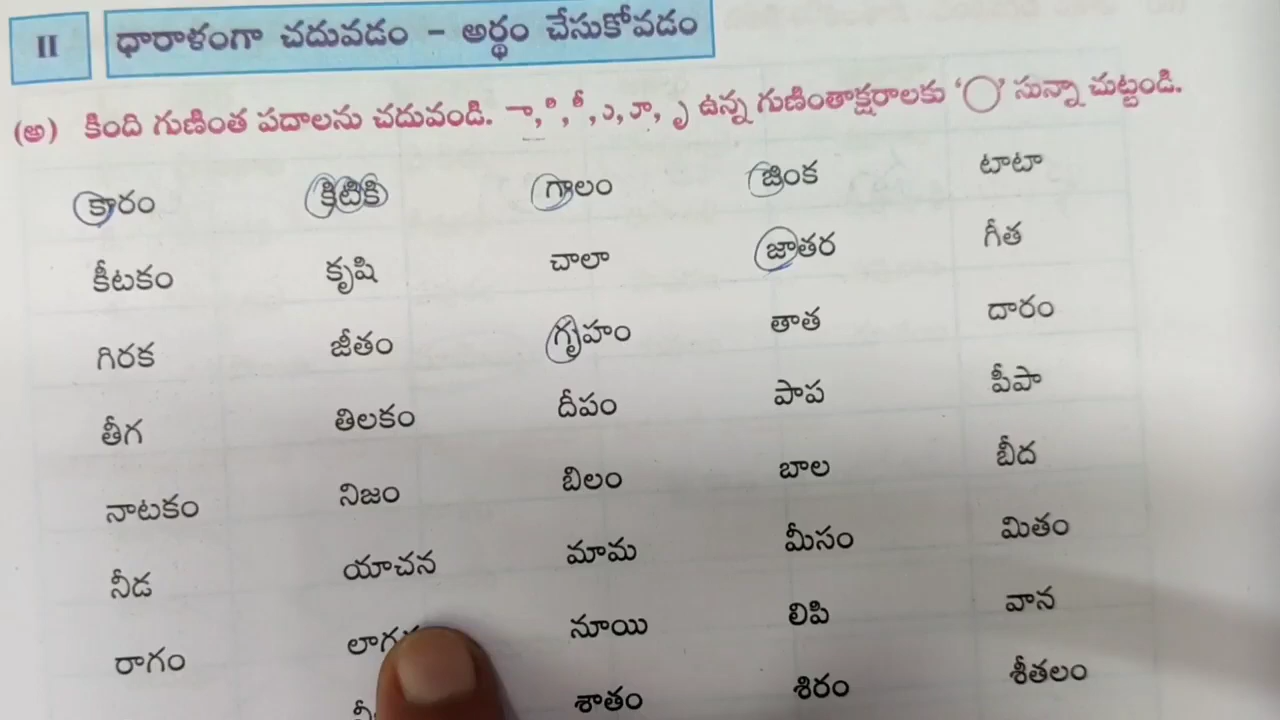 II ధారాళంగా చదువడం - అర్థం చేసుకోవడం
(అ) కింది గుణింత పదాలను చదువండి. ా, ి, ీ, ు, ూ, ృ ఉన్న గుణింతాక్షరాలకు '◯' సున్నా చుట్టండి.
కారం కిటికి గాలం జింక టాటా
కీటకం కృషి చాలా జాతర గీత
గిరక జీతం గృహం తాత దారం
తీగ తిలకం దీపం పాప పీపా
నాటకం నిజం బిలం బాల బీద
నీడ యాచన మామ మీసం మితం
రాగం నూయి లిపి వాన
శాతం శిరం శీతలం